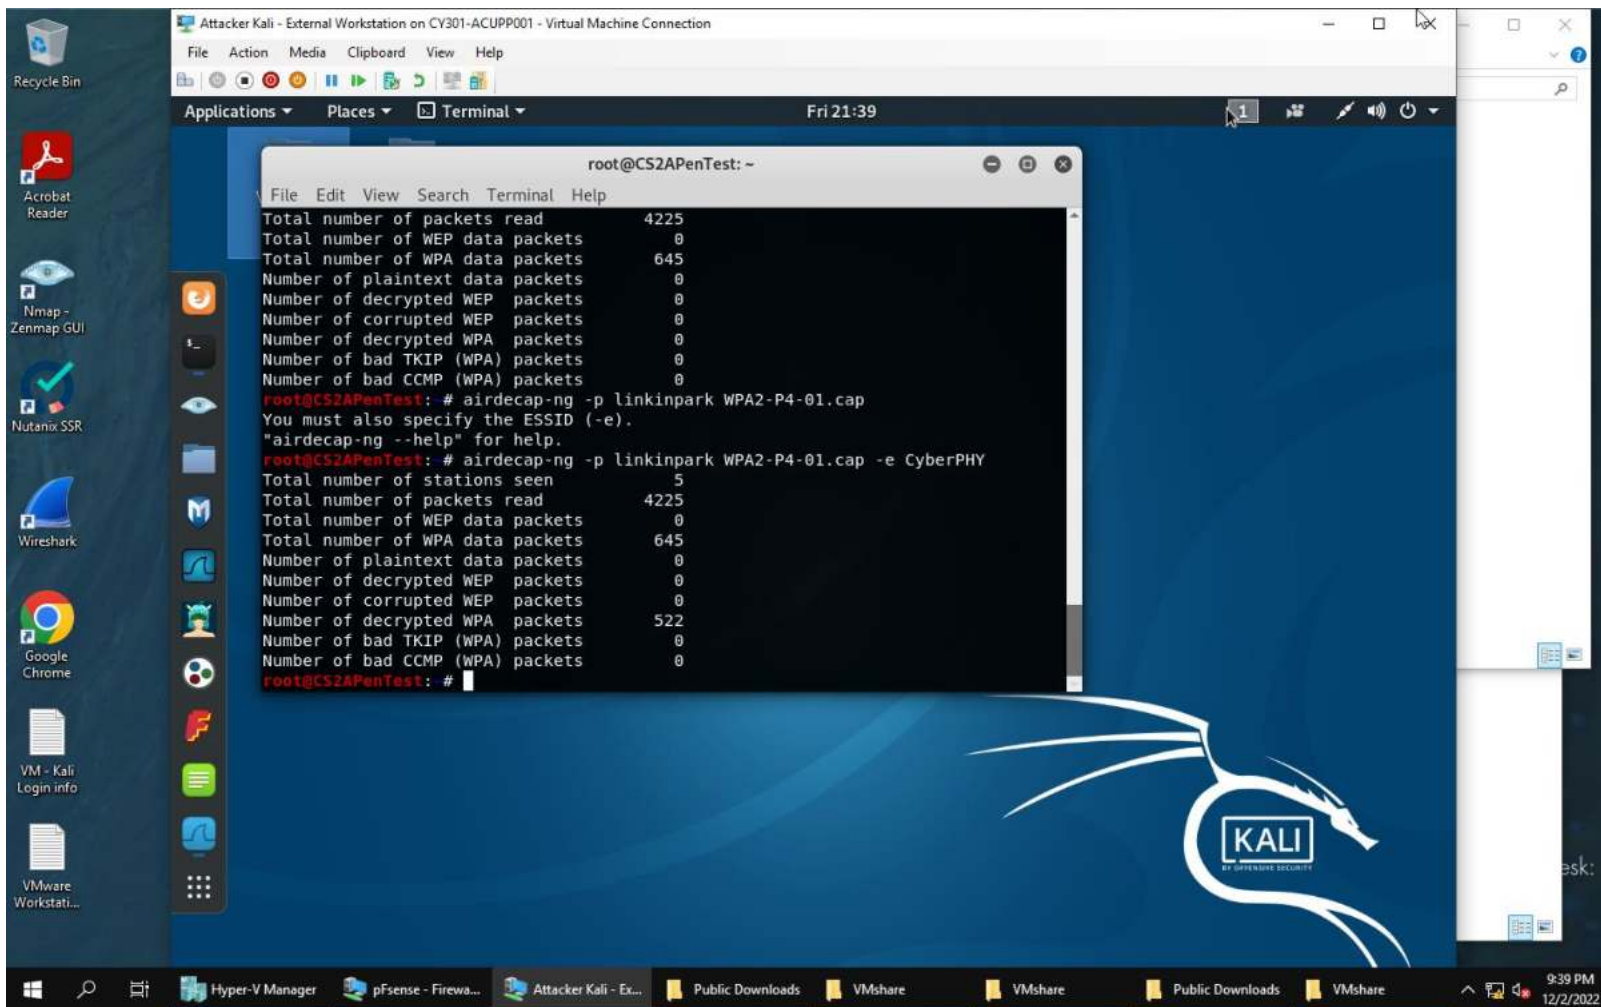 Attacker Kali - External Workstation on CY301-ACUPP001 - Virtual Machine Connection
File Action Media Clipboard View Help
Applications Places Terminal Fri 21:39 1
root@CS2APenTest: ~
File Edit View Search Terminal Help
Total number of packets read 4225
Total number of WEP data packets 0
Total number of WPA data packets 645
Number of plaintext data packets 0
Number of decrypted WEP packets 0
Number of corrupted WEP packets 0
Number of decrypted WPA packets 0
Number of bad TKIP (WPA) packets 0
Number of bad CCMP (WPA) packets 0
root@CS2APenTest:~# airdecap-ng -p linkinpark WPA2-P4-01.cap
You must also specify the ESSID (-e).
"airdecap-ng --help" for help.
root@CS2APenTest:~# airdecap-ng -p linkinpark WPA2-P4-01.cap -e CyberPHY
Total number of stations seen 5
Total number of packets read 4225
Total number of WEP data packets 0
Total number of WPA data packets 645
Number of plaintext data packets 0
Number of decrypted WEP packets 0
Number of corrupted WEP packets 0
Number of decrypted WPA packets 522
Number of bad TKIP (WPA) packets 0
Number of bad CCMP (WPA) packets 0
root@CS2APenTest:~#
Recycle Bin
Acrobat
Reader
Nmap -
Zenmap GUI
Nutanix SSR
Wireshark
Google
Chrome
VM - Kali
Login info
VMware
Workstati...
KALI
BY OFFENSIVE SECURITY
esk:
Hyper-V Manager
pfSense - Firewa...
Attacker Kali - Ex...
Public Downloads
VMshare
VMshare
Public Downloads
VMshare
9:39 PM
12/2/2022